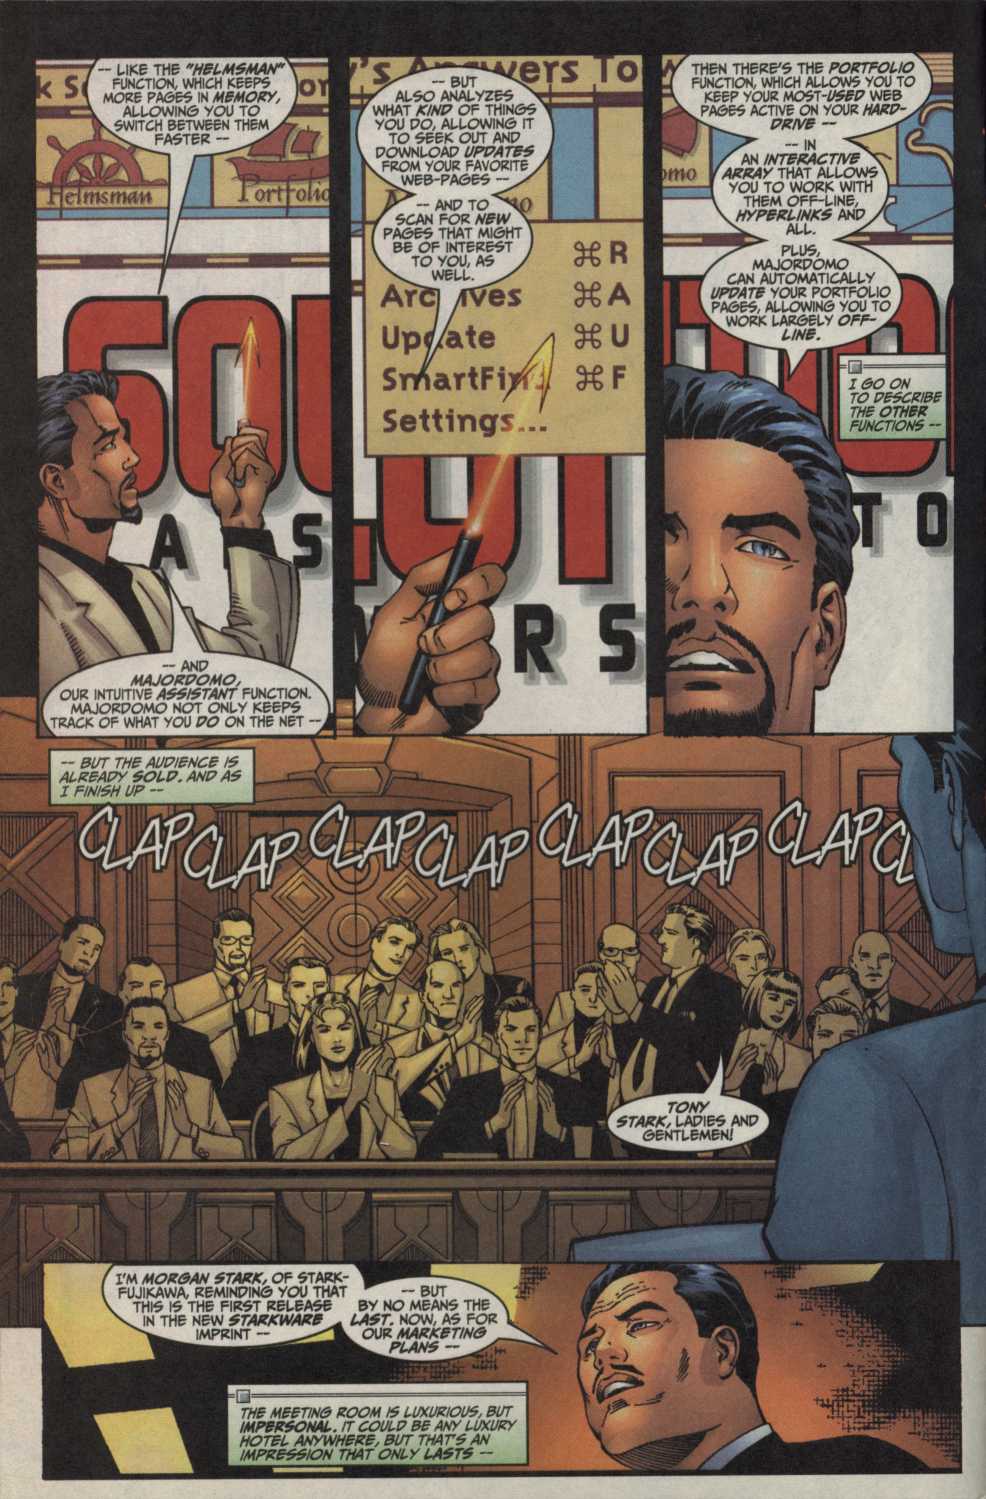 -- LIKE THE "HELMSMAN"
FUNCTION, WHICH KEEPS
MORE PAGES IN MEMORY,
ALLOWING YOU TO
SWITCH BETWEEN THEM
FASTER --
Helmsman
Portfolio
SOL
A S
-- AND
MAJORDOMO,
OUR INTUITIVE ASSISTANT FUNCTION.
MAJORDOMO NOT ONLY KEEPS
TRACK OF WHAT YOU DO ON THE NET --
y's Answers To
-- BUT
ALSO ANALYZES
WHAT KIND OF THINGS
YOU DO, ALLOWING IT
TO SEEK OUT AND
DOWNLOAD UPDATES
FROM YOUR FAVORITE
WEB-PAGES --
-- AND TO
SCAN FOR NEW
PAGES THAT MIGHT
BE OF INTEREST
TO YOU, AS
WELL.
⌘ R
Archives ⌘ A
Update ⌘ U
SmartFind ⌘ F
Settings...
UT
ERS
THEN THERE'S THE PORTFOLIO
FUNCTION, WHICH ALLOWS YOU TO
KEEP YOUR MOST-USED WEB
PAGES ACTIVE ON YOUR HARD-
DRIVE --
-- IN
AN INTERACTIVE
ARRAY THAT ALLOWS
YOU TO WORK WITH
THEM OFF-LINE,
HYPERLINKS AND
ALL.
omo
PLUS,
MAJORDOMO
CAN AUTOMATICALLY
UPDATE YOUR PORTFOLIO
PAGES, ALLOWING YOU TO
WORK LARGELY OFF-
LINE.
I GO ON
TO DESCRIBE
THE OTHER
FUNCTIONS --
TO
-- BUT THE AUDIENCE IS
ALREADY SOLD. AND AS
I FINISH UP --
CLAP CLAP CLAP CLAP CLAP CLAP CLAP CL
TONY
STARK, LADIES AND
GENTLEMEN!
I'M MORGAN STARK, OF STARK-
FUJIKAWA, REMINDING YOU THAT
THIS IS THE FIRST RELEASE
IN THE NEW STARKWARE
IMPRINT --
-- BUT
BY NO MEANS THE
LAST. NOW, AS FOR
OUR MARKETING
PLANS --
THE MEETING ROOM IS LUXURIOUS, BUT
IMPERSONAL. IT COULD BE ANY LUXURY
HOTEL ANYWHERE, BUT THAT'S AN
IMPRESSION THAT ONLY LASTS --